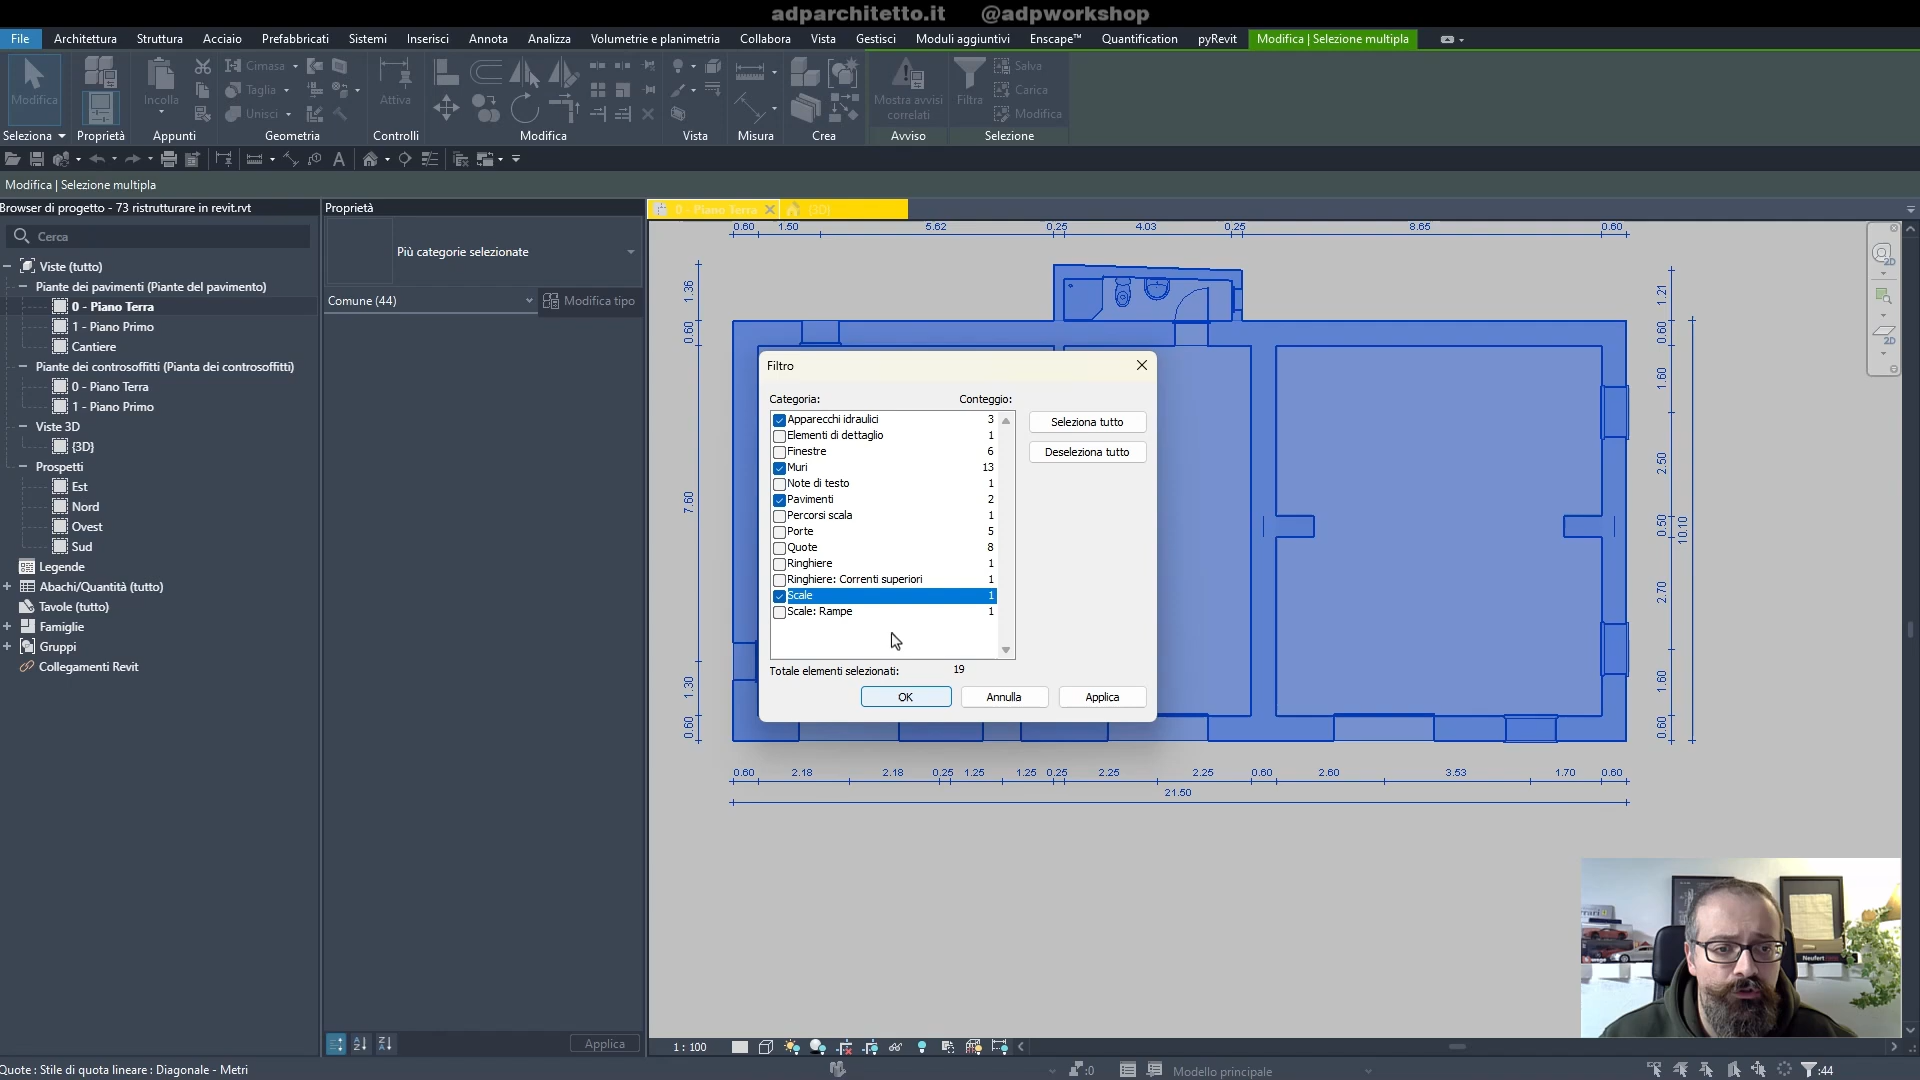 adparchitetto.it @adpworkshop
File Architettura Struttura Acciaio Prefabbricati Sistemi Inserisci Annota Analizza Volumetrie e planimetria Collabora Vista Gestisci Moduli aggiuntivi Enscape™ Quantification pyRevit Modifica | Selezione multipla
Modifica
Incolla
Cimasa
Taglia
Unisci
Attiva
Mostra avvisi correlati
Filtra
Salva
Carica
Modifica
Seleziona Proprietà Appunti Geometria Controlli Modifica Vista Misura Crea Avviso Selezione
Modifica | Selezione multipla
Browser di progetto - 73 ristrutturare in revit.rvt
Cerca
Viste (tutto)
Piante dei pavimenti (Piante del pavimento)
0 - Piano Terra
1 - Piano Primo
Cantiere
Piante dei controsoffitti (Pianta dei controsoffitti)
0 - Piano Terra
1 - Piano Primo
Viste 3D
{3D}
Prospetti
Est
Nord
Ovest
Sud
Legende
Abachi/Quantità (tutto)
Tavole (tutto)
Famiglie
Gruppi
Collegamenti Revit
Proprietà
Più categorie selezionate
Comune (44)
Modifica tipo
Applica
0 - Piano Terra
{3D}
0.60 1.50 5.62 0.25 4.03 0.25 8.65 0.60
1.36
0.60
7.60
1.30
0.60
1.21
0.60
1.60
2.50
0.50
10.10
2.70
1.60
0.60
0.60 2.18 2.18 0.25 1.25 1.25 0.25 2.25 2.25 0.60 2.60 3.53 1.70 0.60
21.50
2D
2D
Filtro
Categoria: Conteggio:
Apparecchi idraulici 3
Elementi di dettaglio 1
Finestre 6
Muri 13
Note di testo 1
Pavimenti 2
Percorsi scala 1
Porte 5
Quote 8
Ringhiere 1
Ringhiere: Correnti superiori 1
Scale 1
Scale: Rampe 1
Seleziona tutto
Deseleziona tutto
Totale elementi selezionati: 19
OK Annulla Applica
Neufert
1 : 100
Quote : Stile di quota lineare : Diagonale - Metri
:0
Modello principale
:44